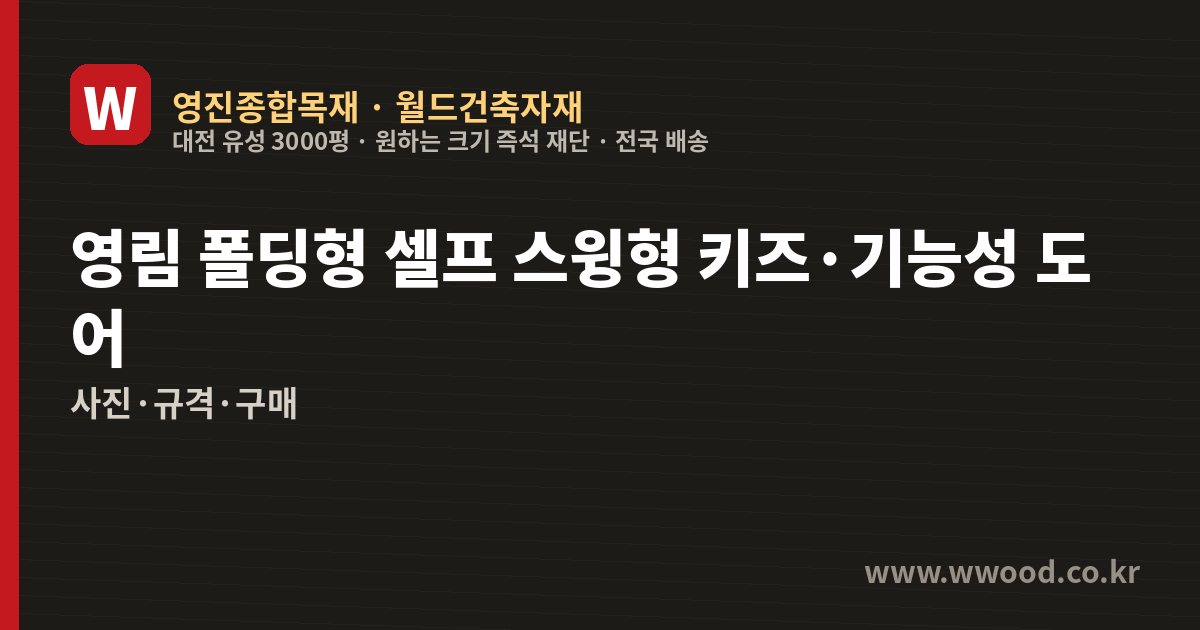 W
영진종합목재 · 월드건축자재
대전 유성 3000평 · 원하는 크기 즉석 재단 · 전국 배송
영림 폴딩형 셀프 스윙형 키즈·기능성 도
어
사진·규격·구매
www.wwood.co.kr